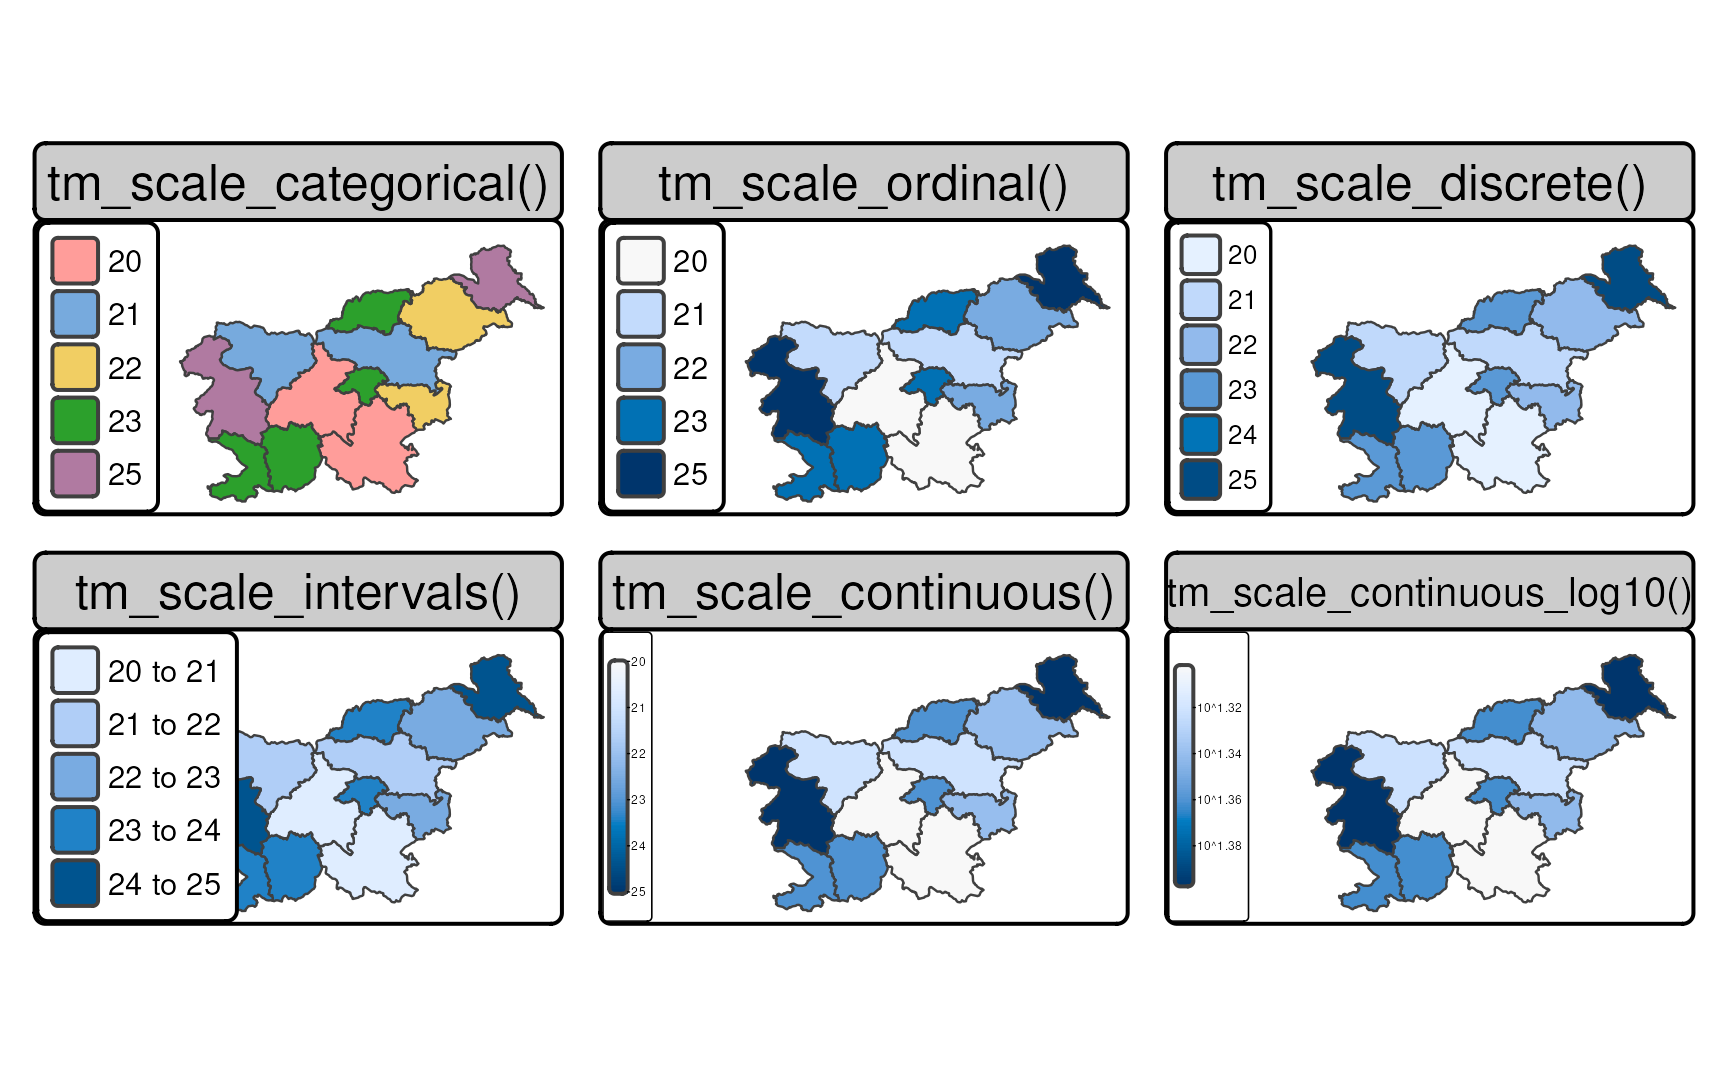 tm_scale_categorical()
20
21
22
23
25
tm_scale_ordinal()
20
21
22
23
25
tm_scale_discrete()
20
21
22
23
24
25
tm_scale_intervals()
20 to 21
21 to 22
22 to 23
23 to 24
24 to 25
tm_scale_continuous()
20
21
22
23
24
25
tm_scale_continuous_log10()
10^1.32
10^1.34
10^1.36
10^1.38